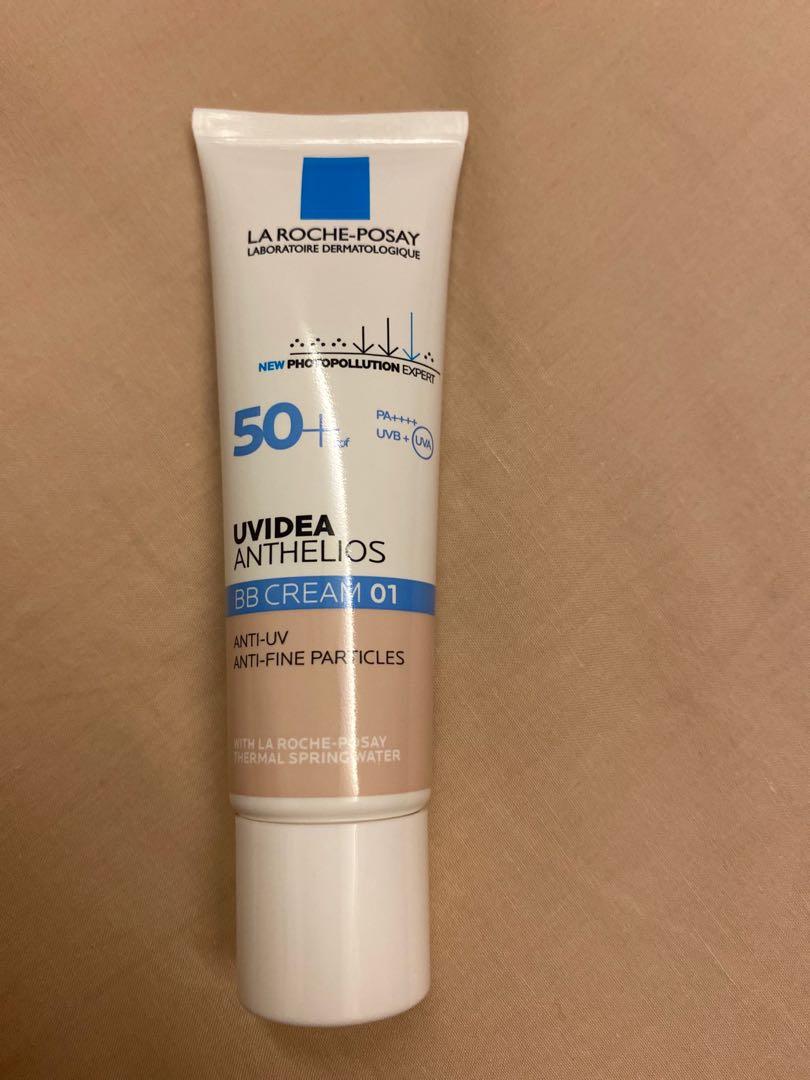 LA ROCHE-POSAY
LABORATOIRE DERMATOLOGIQUE
NEW PHOTOPOLLUTION EXPERT
50+ spf
PA++++
UVB + UVA
UVIDEA
ANTHELIOS
BB CREAM 01
ANTI-UV
ANTI-FINE PARTICLES
WITH LA ROCHE-POSAY
THERMAL SPRING WATER